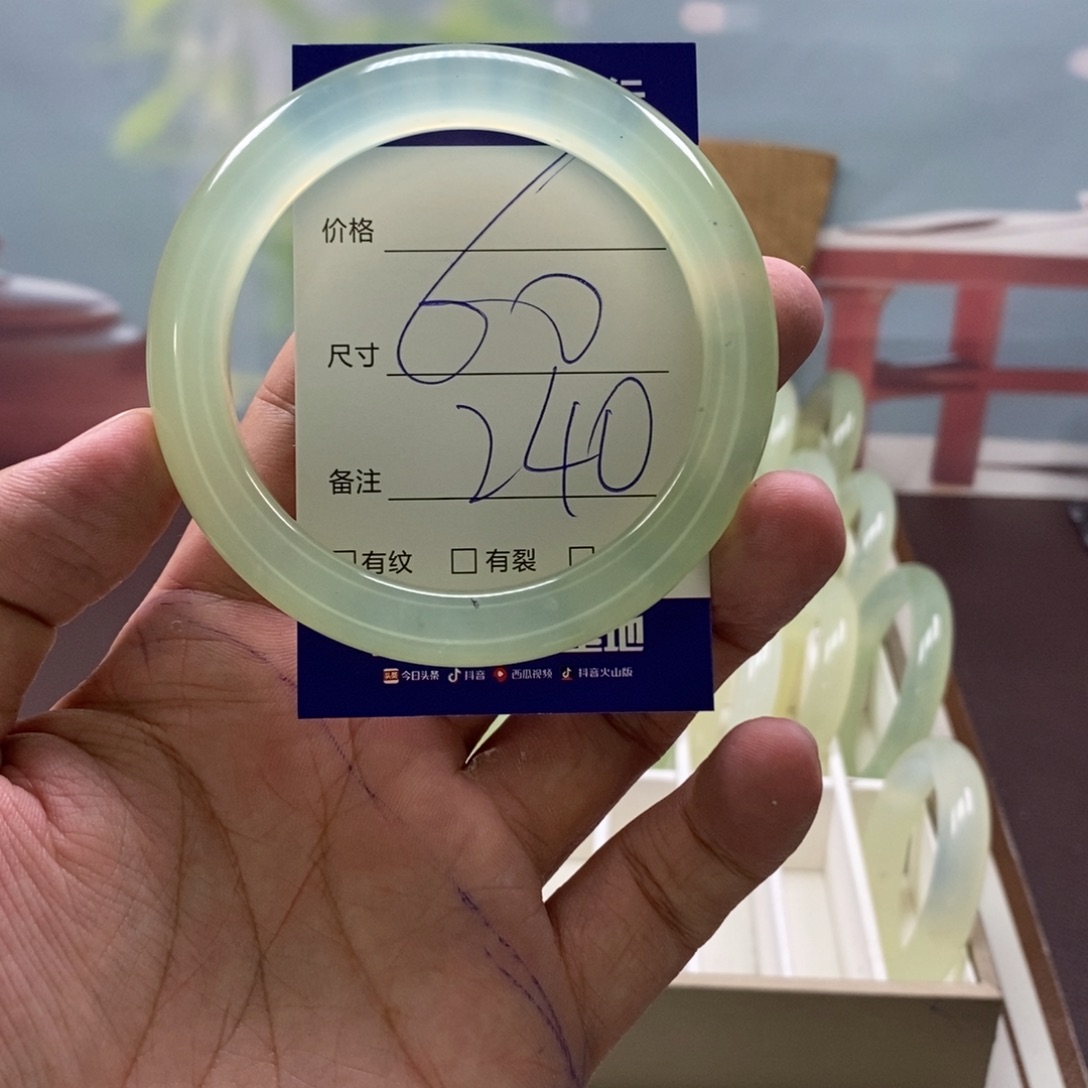 价格
尺寸 60
备注 240
□有纹 □有裂 □
地
今日头条 抖音 西瓜视频 抖音火山版